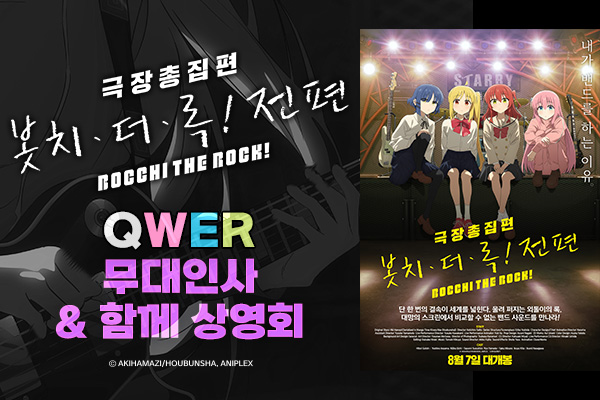 극장총집편
봇치·더·록! 전편
BOCCHI THE ROCK!
QWER
무대인사
& 함께 상영회
© AKIHAMAZI/HOUBUNSHA, ANIPLEX
STARRY
내가 밴드를 하는 이유
극장총집편
봇치·더·록! 전편
BOCCHI THE ROCK!
단 한 번의 결속이 세계를 넓힌다. 울려 퍼지는 외톨이의 록.
대망의 스크린에서 비교할 수 없는 밴드 사운드를 만나라!
STAFF
CAST
8월 7일 대개봉